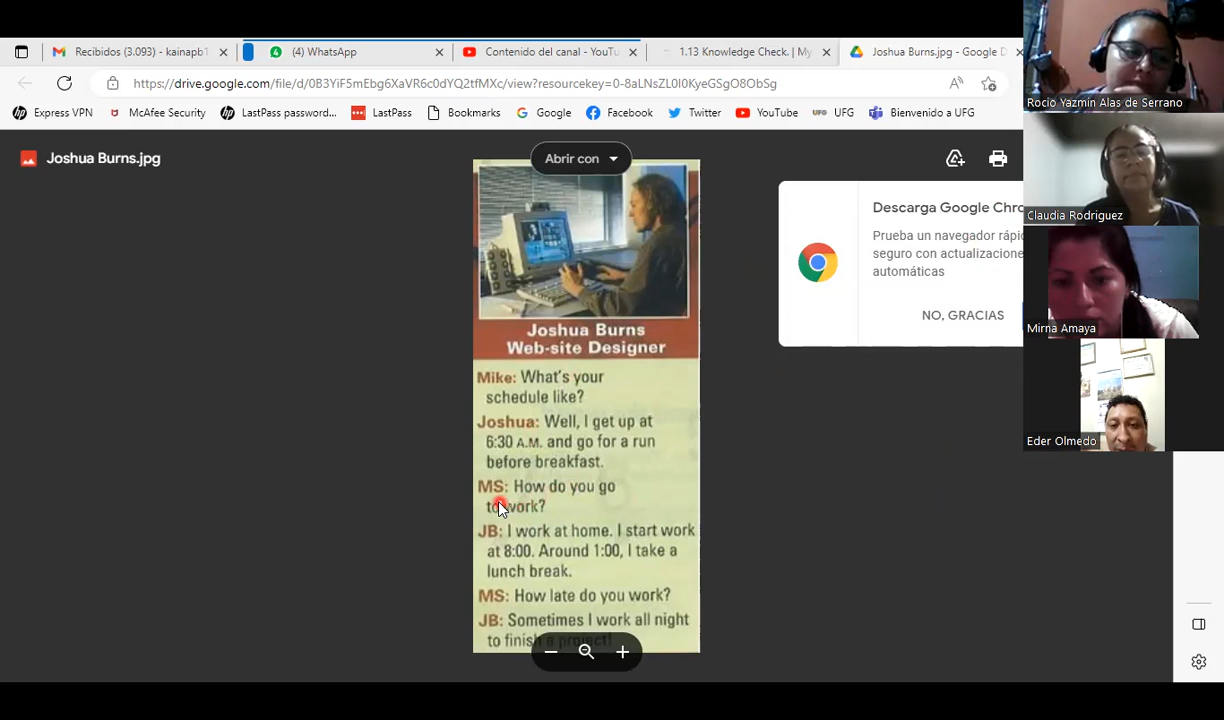 Recibidos (3.093) - kainapb1
(4) WhatsApp
Contenido del canal - YouTu
1.13 Knowledge Check. | My
Joshua Burns.jpg - Google D
https://drive.google.com/file/d/0B3YiF5mEbg6XaVR6c0dYQ2tfMXc/view?resourcekey=0-8aLNsZL0I0KyeGSgO8ObSg
Express VPN
McAfee Security
LastPass password...
LastPass
Bookmarks
Google
Facebook
Twitter
YouTube
UFG
Bienvenido a UFG
Joshua Burns.jpg
Abrir con
Joshua Burns
Web-site Designer
Mike: What's your
schedule like?
Joshua: Well, I get up at
6:30 A.M. and go for a run
before breakfast.
MS: How do you go
to work?
JB: I work at home. I start work
at 8:00. Around 1:00, I take a
lunch break.
MS: How late do you work?
JB: Sometimes I work all night
to finish a project!
Descarga Google Chro
Prueba un navegador rápid
seguro con actualizacione
automáticas
NO, GRACIAS
Rocio Yazmin Alas de Serrano
Claudia Rodriguez
Mirna Amaya
Eder Olmedo